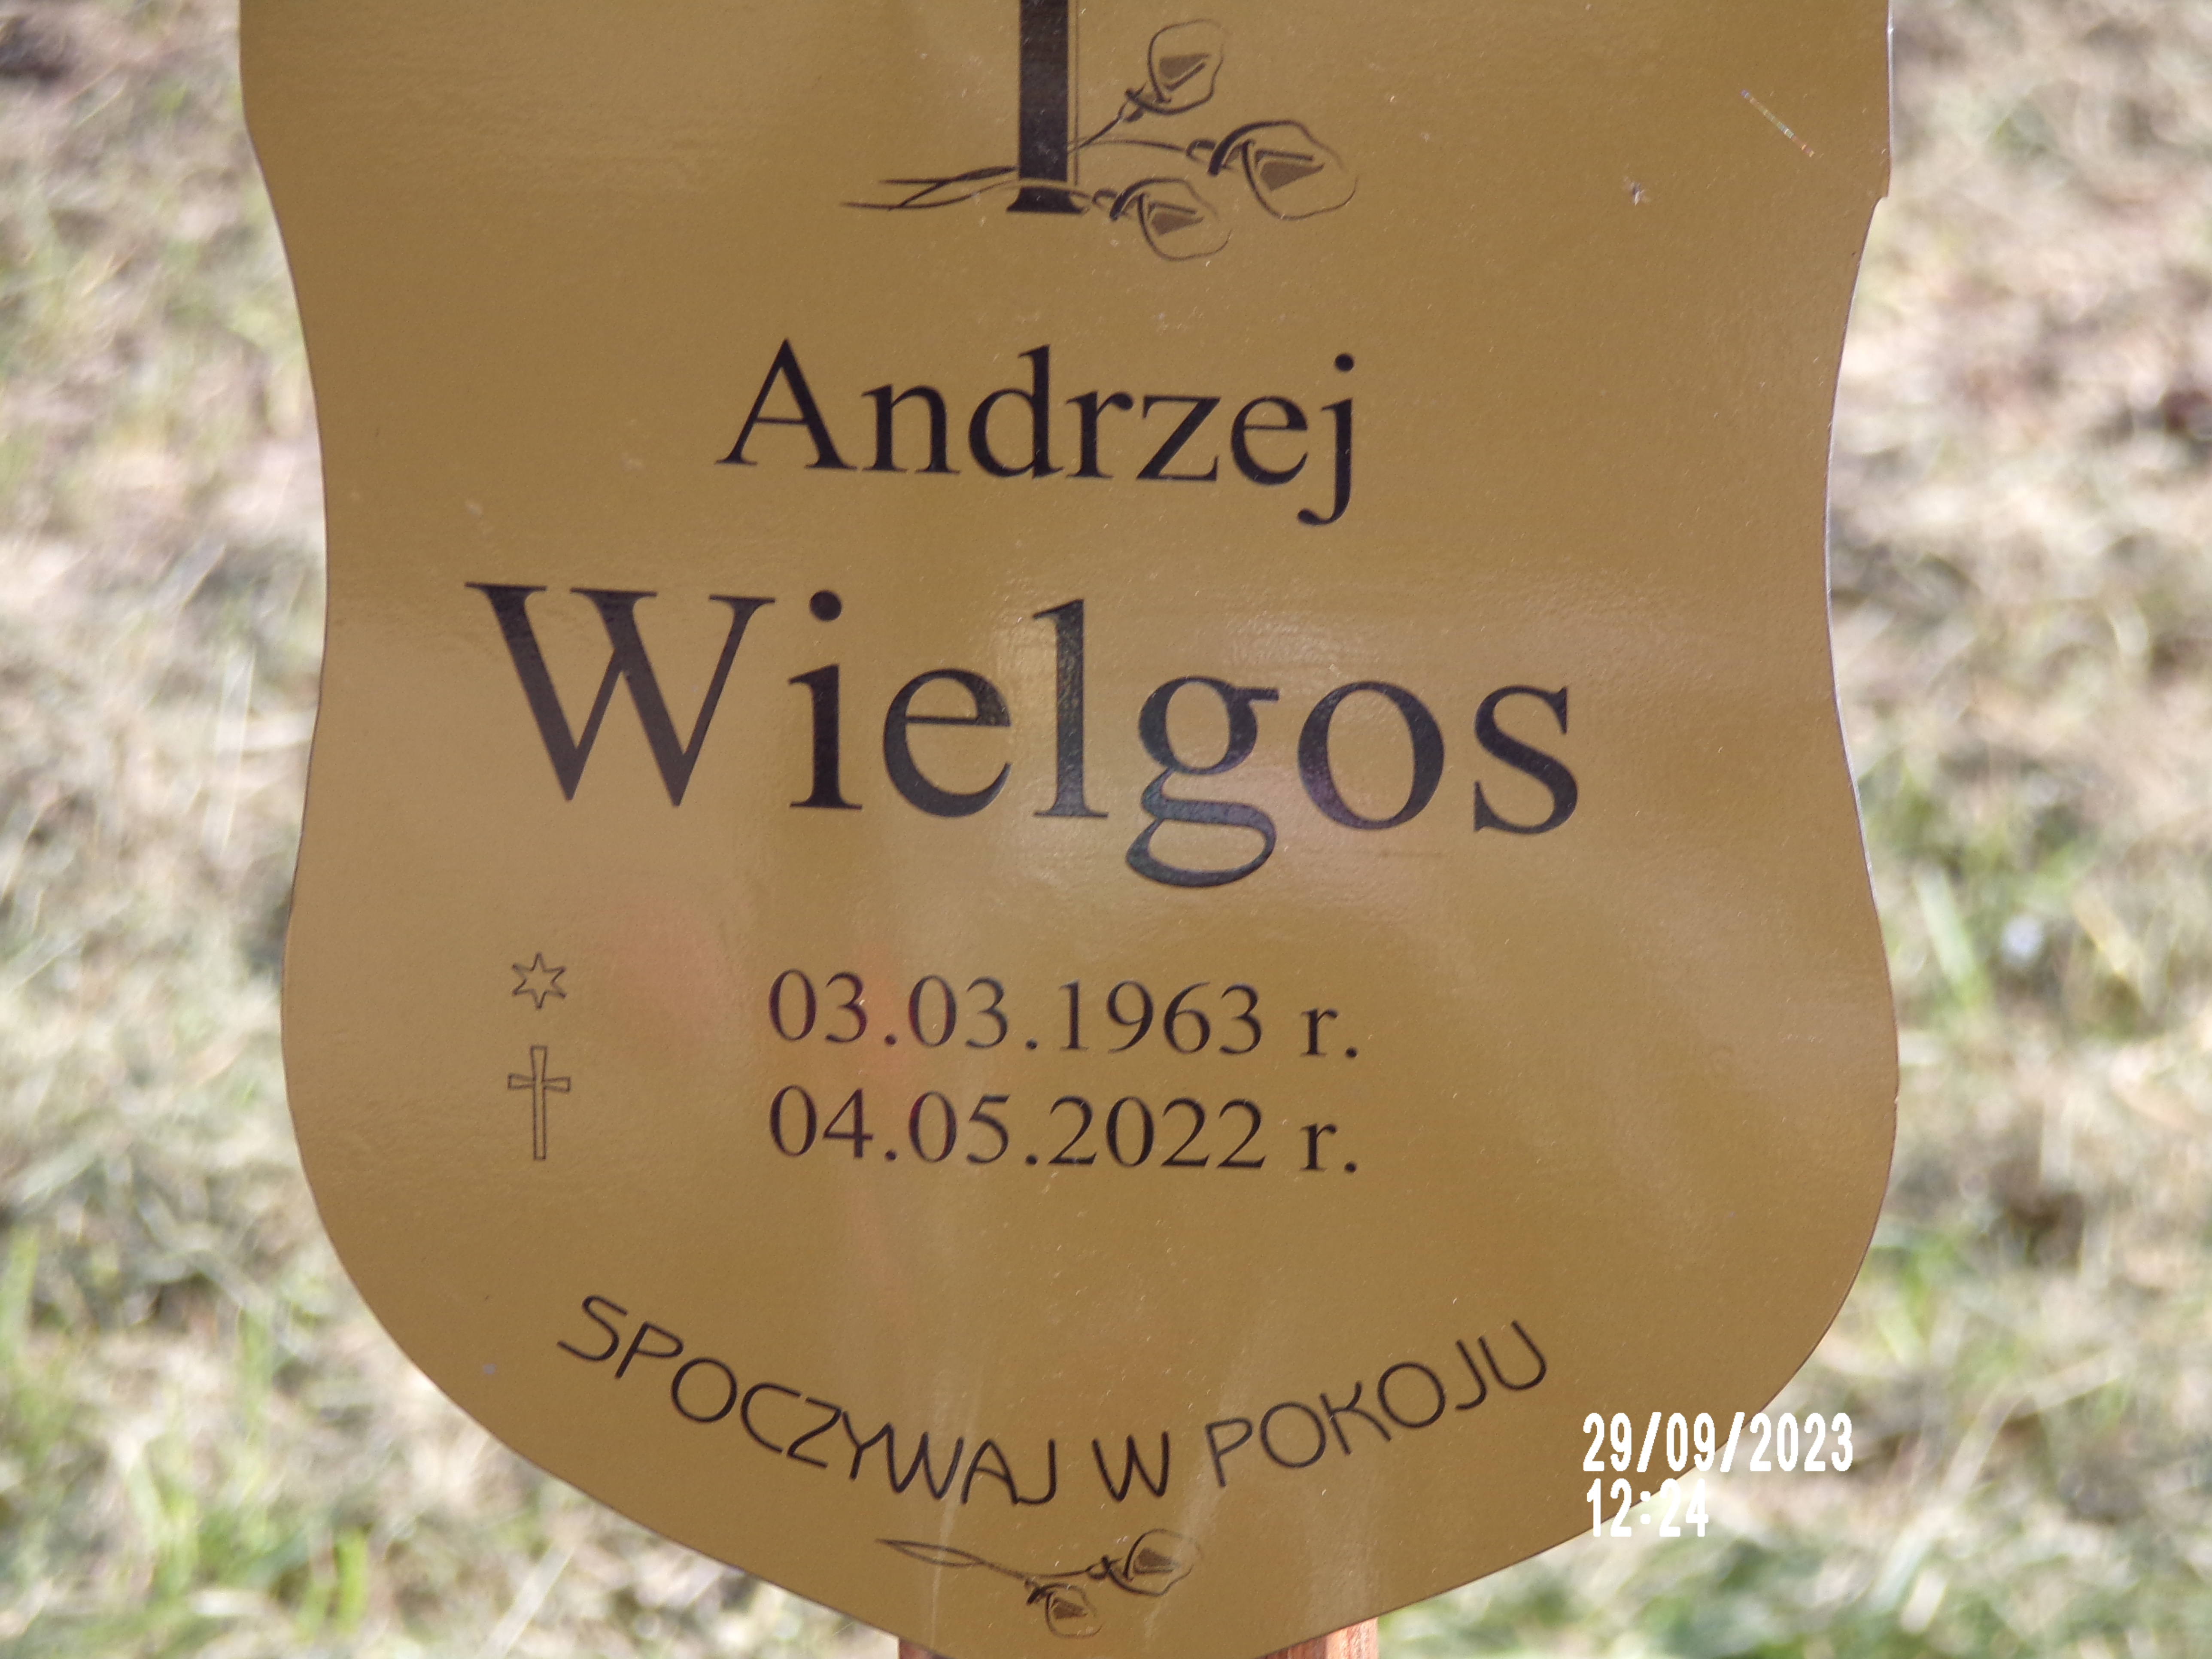 Andrzej
Wielgos
03.03.1963 r.
04.05.2022 r.
SPOCZYWAJ W POKOJU
29/09/2023
12:24